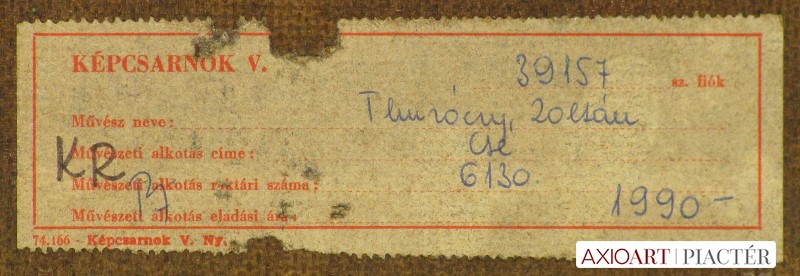 KÉPCSARNOK V. 39157 sz. fiók
Művész neve: Thuróczy, Zoltán
Művészeti alkotás címe: Cse
KR
Művészeti alkotás raktári száma: 6130
Művészeti alkotás eladási ára: 1990-
74.166 - Képcsarnok V. Ny.
AXIOART | PIACTÉR